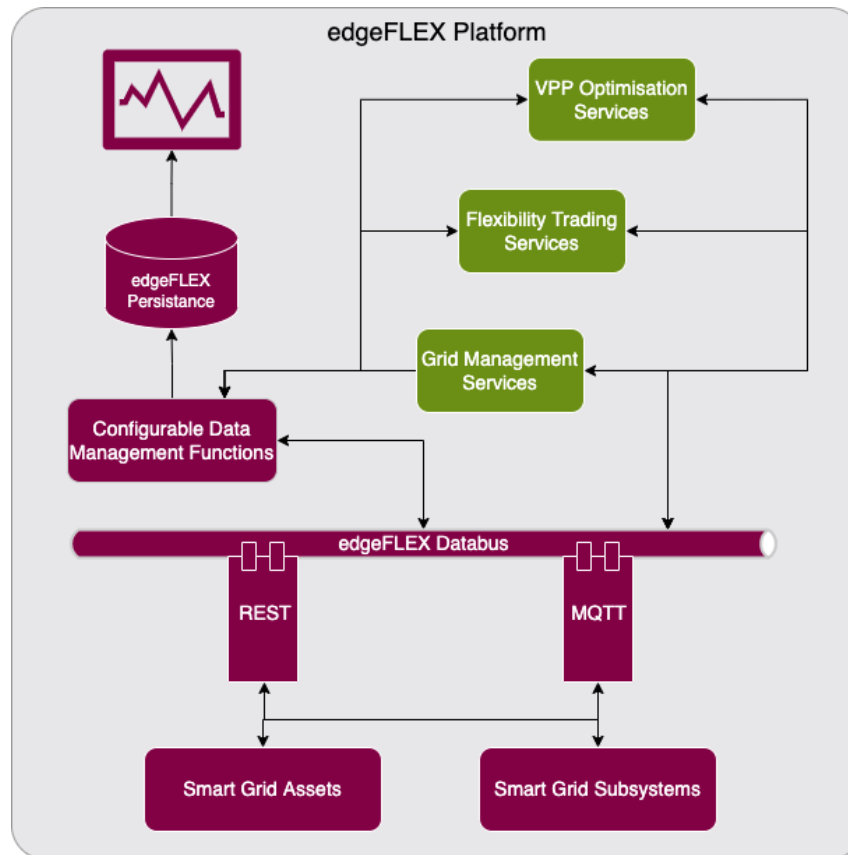 edgeFLEX Platform
VPP Optimisation
Services
Flexibility Trading
Services
edgeFLEX
Persistance
Grid Management
Services
Configurable Data
Management Functions
edgeFLEX Databus
REST
MQTT
Smart Grid Assets
Smart Grid Subsystems